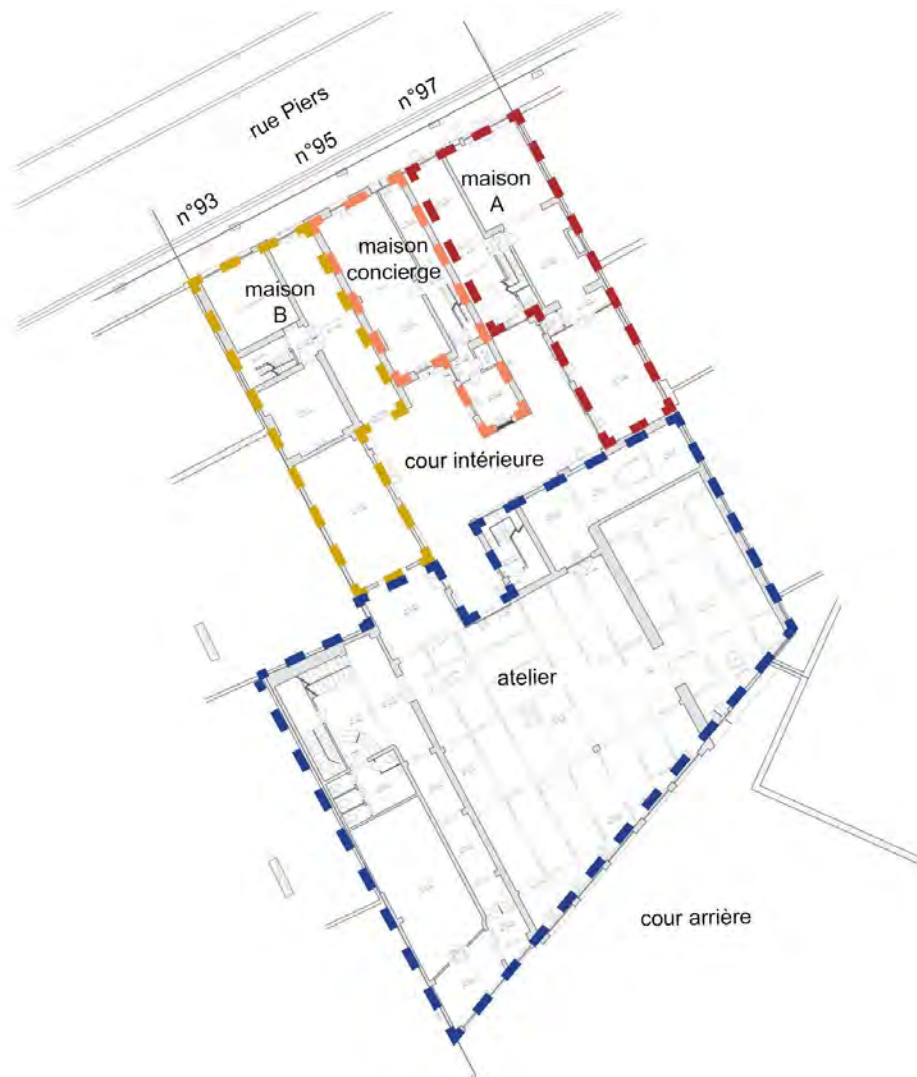 rue Piers
n°97
n°95
n°93
maison
A
maison
concierge
maison
B
cour intérieure
atelier
cour arrière